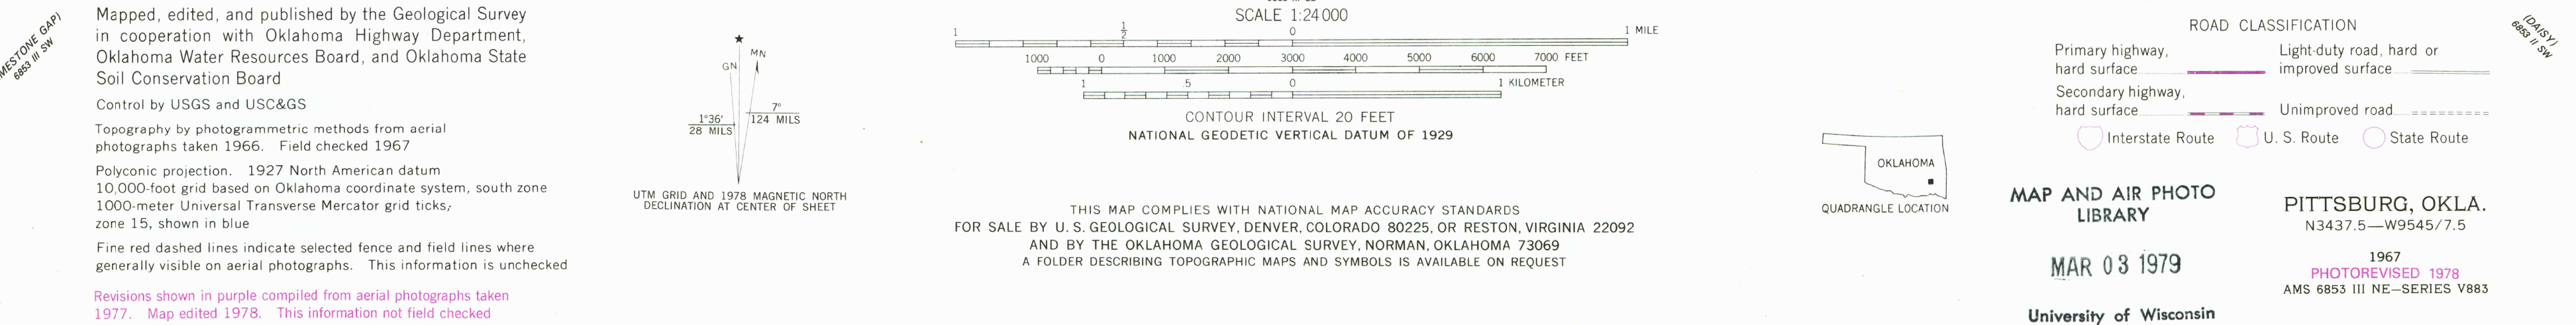 6853 III SW
Mapped, edited, and published by the Geological Survey
in cooperation with Oklahoma Highway Department,
Oklahoma Water Resources Board, and Oklahoma State
Soil Conservation Board
Control by USGS and USC&GS
Topography by photogrammetric methods from aerial
photographs taken 1966. Field checked 1967
Polyconic projection. 1927 North American datum
10,000-foot grid based on Oklahoma coordinate system, south zone
1000-meter Universal Transverse Mercator grid ticks,
zone 15, shown in blue
Fine red dashed lines indicate selected fence and field lines where
generally visible on aerial photographs. This information is unchecked
Revisions shown in purple compiled from aerial photographs taken
1977. Map edited 1978. This information not field checked
★
MN
GN
1°36′
28 MILS
7°
124 MILS
UTM GRID AND 1978 MAGNETIC NORTH
DECLINATION AT CENTER OF SHEET
SCALE 1:24 000
1 1/2 0 1 MILE
1000 0 1000 2000 3000 4000 5000 6000 7000 FEET
1 .5 0 1 KILOMETER
CONTOUR INTERVAL 20 FEET
NATIONAL GEODETIC VERTICAL DATUM OF 1929
THIS MAP COMPLIES WITH NATIONAL MAP ACCURACY STANDARDS
FOR SALE BY U. S. GEOLOGICAL SURVEY, DENVER, COLORADO 80225, OR RESTON, VIRGINIA 22092
AND BY THE OKLAHOMA GEOLOGICAL SURVEY, NORMAN, OKLAHOMA 73069
A FOLDER DESCRIBING TOPOGRAPHIC MAPS AND SYMBOLS IS AVAILABLE ON REQUEST
OKLAHOMA
QUADRANGLE LOCATION
ROAD CLASSIFICATION
Primary highway,
hard surface
Light-duty road, hard or
improved surface
Secondary highway,
hard surface
Unimproved road
Interstate Route U. S. Route State Route
MAP AND AIR PHOTO
LIBRARY
MAR 03 1979
University of Wisconsin
PITTSBURG, OKLA.
N3437.5—W9545/7.5
1967
PHOTOREVISED 1978
AMS 6853 III NE—SERIES V883
(DAISY)
6853 II SW